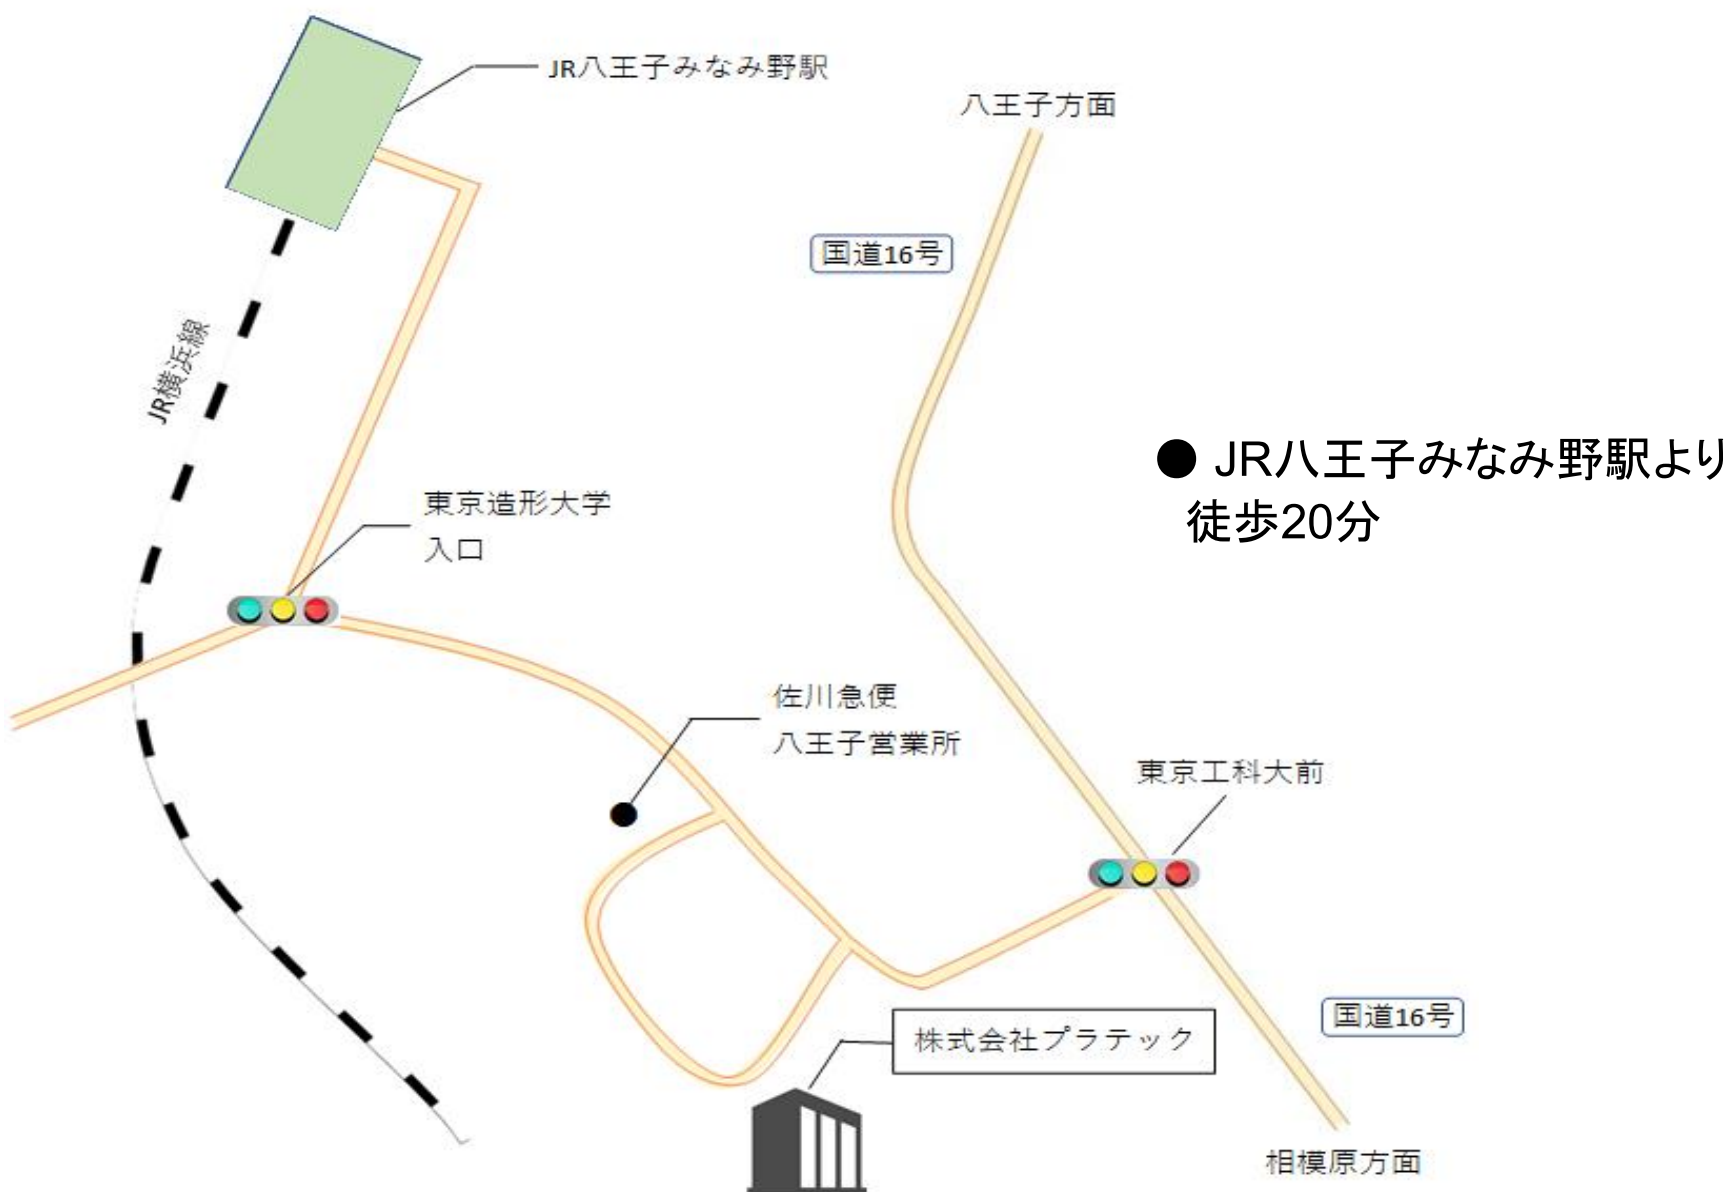 JR八王子みなみ野駅
八王子方面
国道16号
JR横浜線
● JR八王子みなみ野駅より
徒歩20分
東京造形大学
入口
佐川急便
八王子営業所
東京工科大前
国道16号
株式会社プラテック
相模原方面